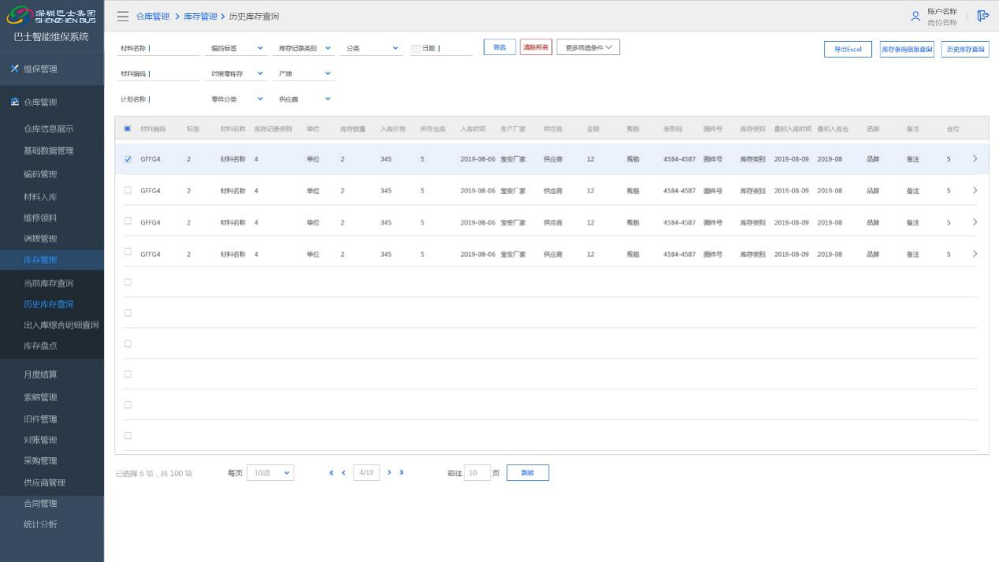 深圳巴士集团
SHENZHEN BUS
巴士智能维保系统
维保管理
仓库管理
仓库信息展示
基础数据管理
编码管理
材料入库
维修领料
调拨管理
库存管理
当前库存查询
历史库存查询
出入库综合明细查询
库存盘点
月度结算
索赔管理
旧件管理
对账管理
采购管理
供应商管理
合同管理
统计分析
仓库管理 > 库存管理 > 历史库存查询
账户名称
岗位名称
材料名称 编码标签 库存记录类别 分类 日期 筛选 清除所有 更多筛选条件 导出Excel 库存条码信息查询 历史库存查询
材料编码 时候零库存 产地
计划名称 零件分类 供应商
材料编码 标签 材料名称 库存记录类别 单位 库存数量 入库价格 所在仓库 入库时间 生产厂家 供应商 金额 规格 条形码 图件号 库存类别 最初入库时间 最初入库仓 品牌 备注 仓位
GFFG4 2 材料名称 4 单位 2 345 5 2019-08-06 宝安厂家 供应商 12 规格 4584-4587 图件号 库存类别 2019-08-09 2019-08 品牌 备注 5
GFFG4 2 材料名称 4 单位 2 345 5 2019-08-06 宝安厂家 供应商 12 规格 4584-4587 图件号 库存类别 2019-08-09 2019-08 品牌 备注 5
GFFG4 2 材料名称 4 单位 2 345 5 2019-08-06 宝安厂家 供应商 12 规格 4584-4587 图件号 库存类别 2019-08-09 2019-08 品牌 备注 5
GFFG4 2 材料名称 4 单位 2 345 5 2019-08-06 宝安厂家 供应商 12 规格 4584-4587 图件号 库存类别 2019-08-09 2019-08 品牌 备注 5
已选择 6 项，共 100 项 每页 10项 4/10 前往 10 页 跳转